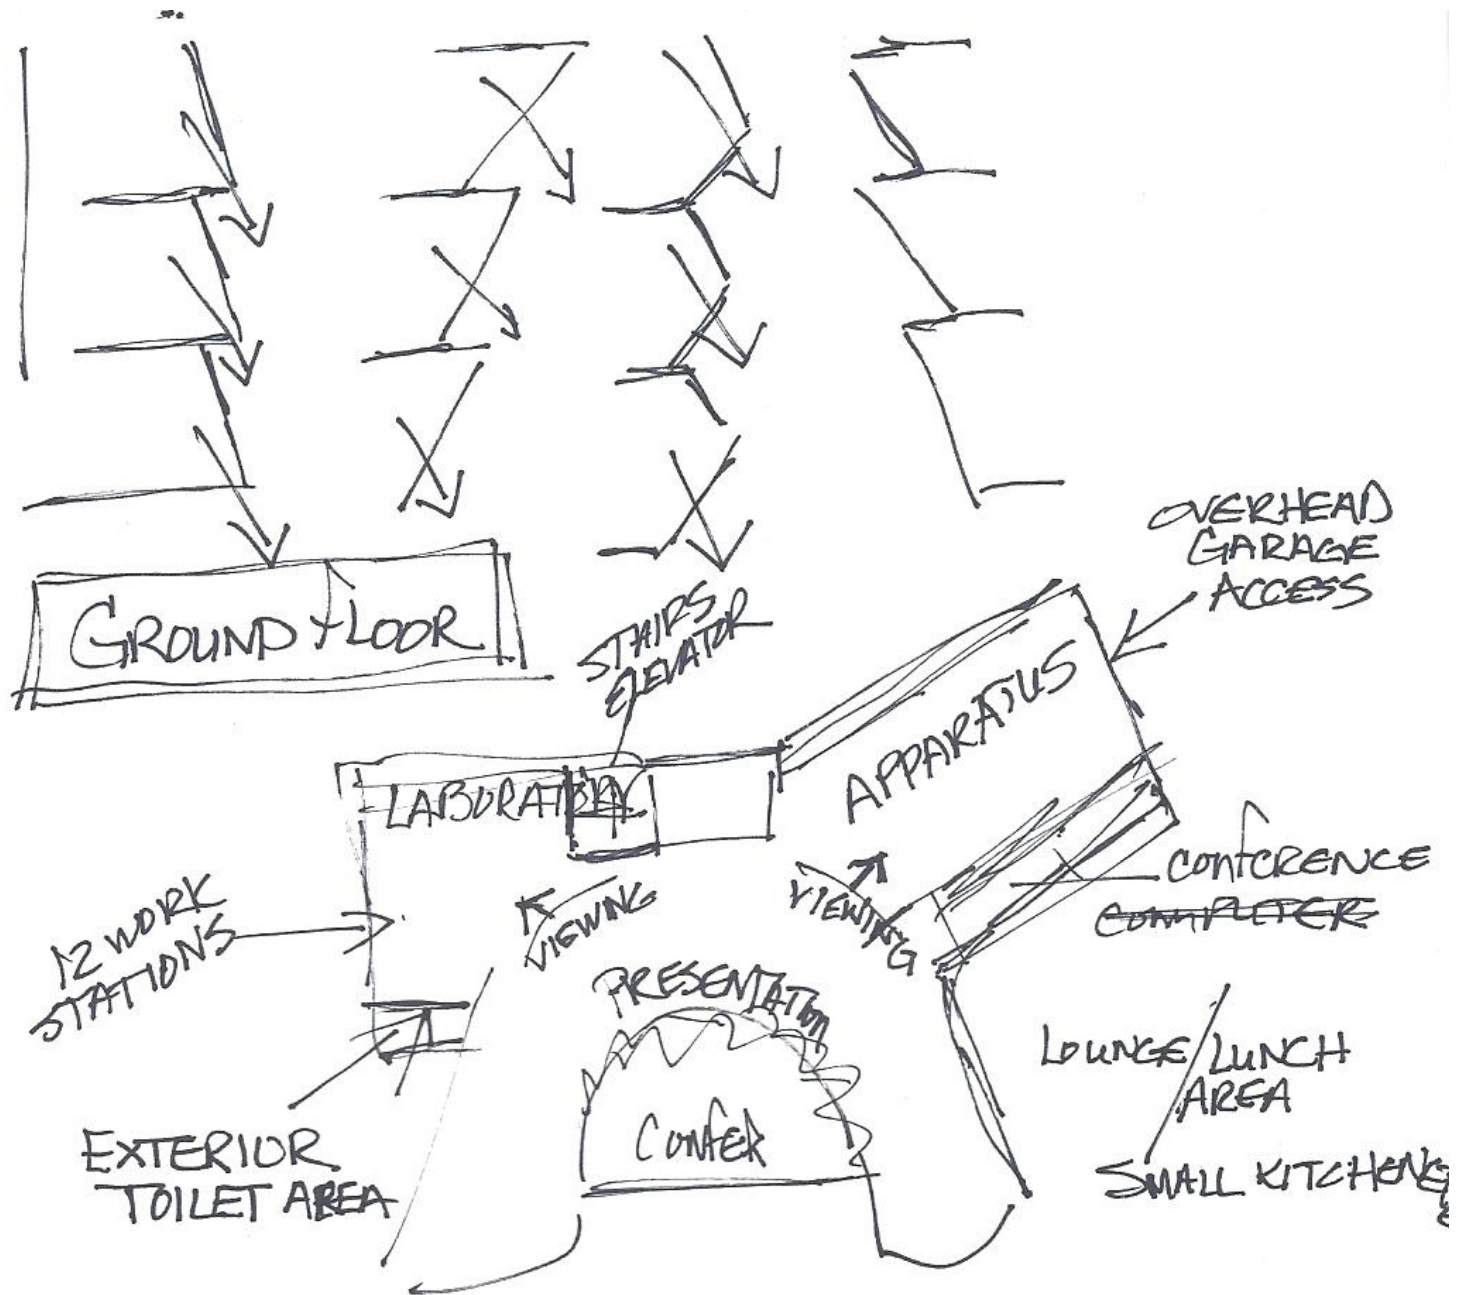 GROUND FLOOR
STAIRS
ELEVATOR
OVERHEAD
GARAGE
ACCESS
APPARATUS
LABORATORY
VIEWING
VIEWING
CONFERENCE
COMPUTER
12 WORK
STATIONS
PRESENTATION
CONFER
LOUNGE/LUNCH
AREA
EXTERIOR
TOILET AREA
SMALL KITCHENE